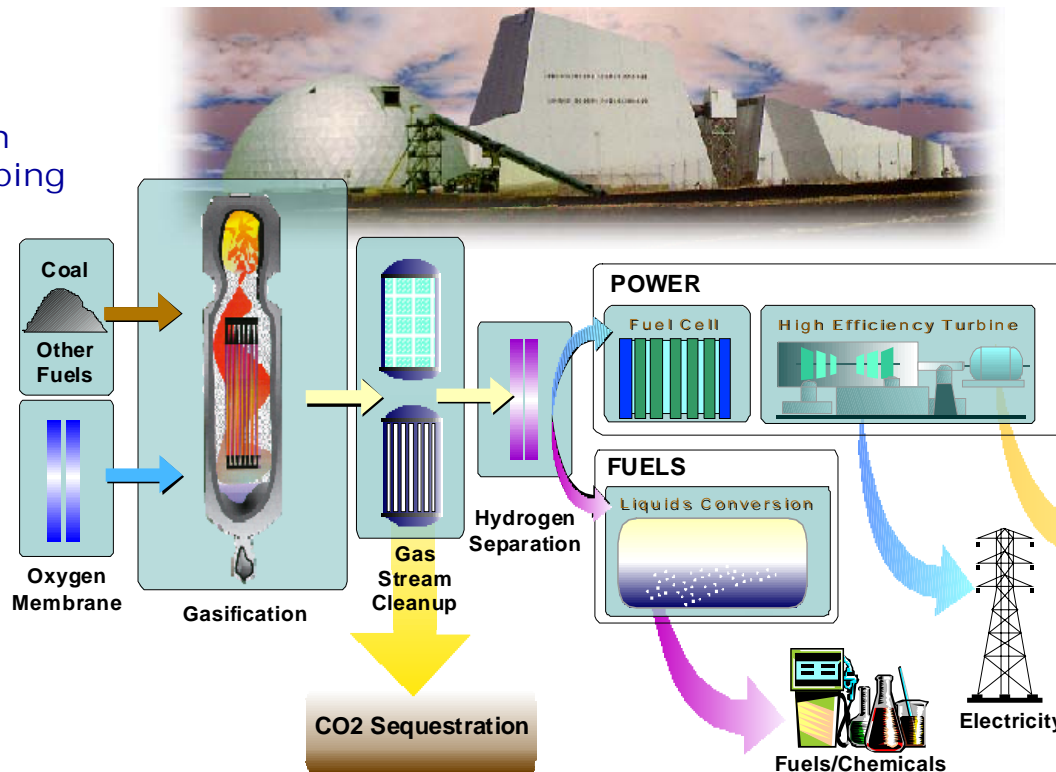 Coal
Other
Fuels
Oxygen
Membrane
Gasification
Gas
Stream
Cleanup
Hydrogen
Separation
CO2 Sequestration
POWER
Fuel Cell
High Efficiency Turbine
FUELS
Liquids Conversion
Fuels/Chemicals
Electricity